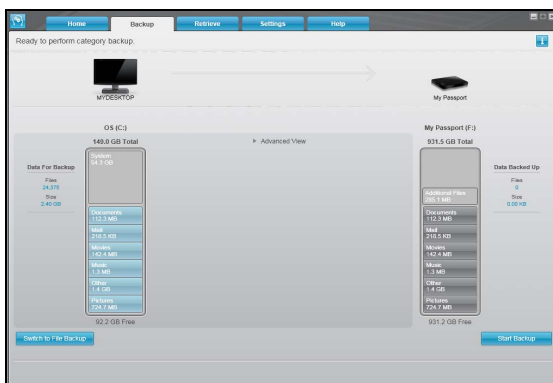 Home Backup Retrieve Settings Help
Ready to perform category backup.
MYDESKTOP
My Passport
OS (C:)
My Passport (F:)
149.0 GB Total
Advanced View
931.5 GB Total
Data For Backup
Files
24,375
Size
2.40 GB
System
54.3 GB
Documents
112.3 MB
Mail
218.5 KB
Movies
142.4 MB
Music
1.3 MB
Other
1.4 GB
Pictures
724.7 MB
92.2 GB Free
Additional Files
285.1 MB
Documents
112.3 MB
Mail
218.5 KB
Movies
142.4 MB
Music
1.3 MB
Other
1.4 GB
Pictures
724.7 MB
931.2 GB Free
Data Backed Up
Files
0
Size
0.00 KB
Switch to File Backup
Start Backup